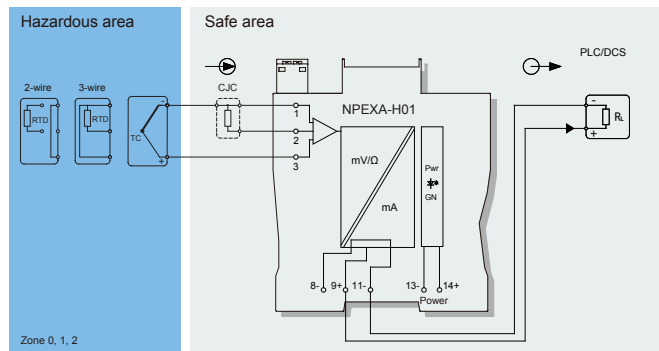 Hazardous area
Safe area
PLC/DCS
2-wire
3-wire
CJC
NPEXA-H01
RTD
RTD
TC
-
+
1
2
3
-
+
RL
mV/Ω
mA
Pwr
GN
8-
9+
11-
13-
14+
Power
Zone 0, 1, 2